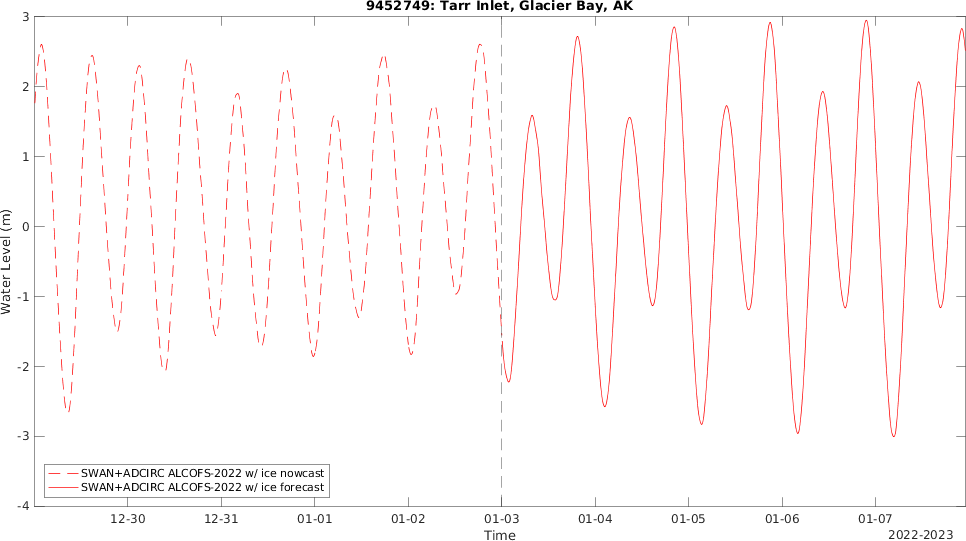 9452749: Tarr Inlet, Glacier Bay, AK
3
2
1
0
-1
-2
-3
-4
Water Level (m)
SWAN+ADCIRC ALCOFS-2022 w/ ice nowcast
SWAN+ADCIRC ALCOFS-2022 w/ ice forecast
12-30 12-31 01-01 01-02 01-03 01-04 01-05 01-06 01-07
Time
2022-2023